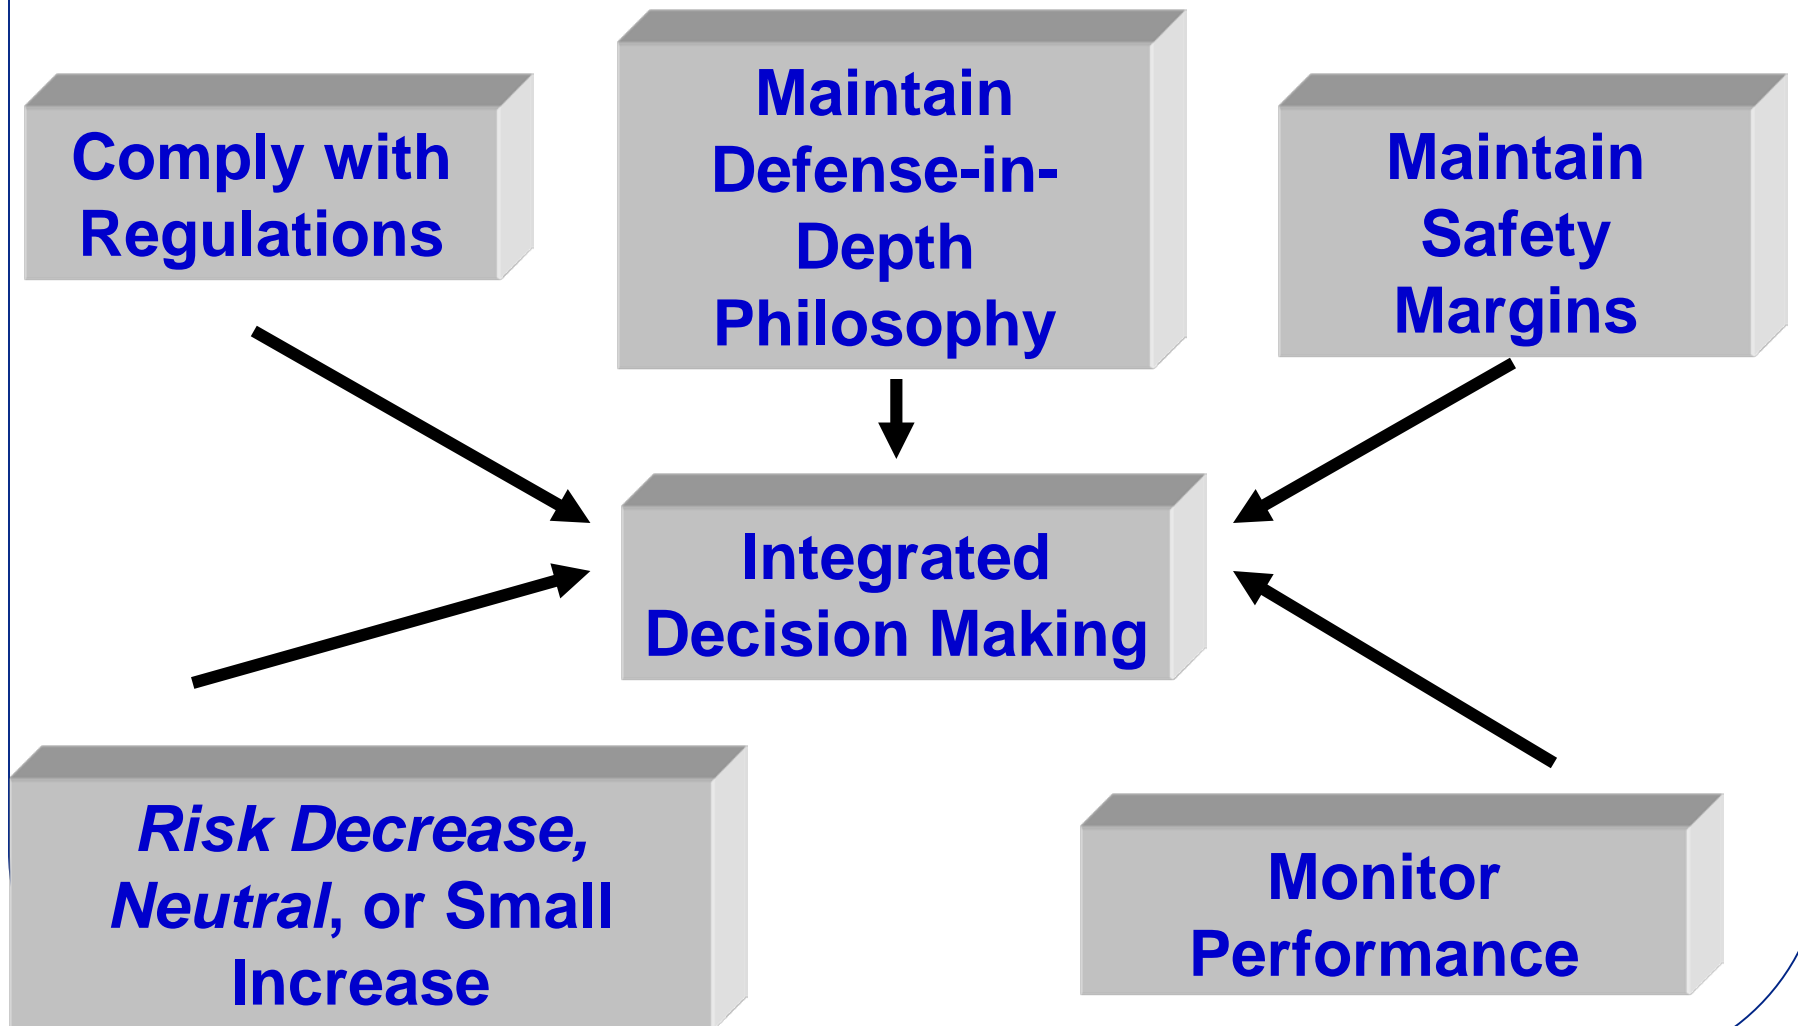 Comply with
Regulations
Maintain
Defense-in-
Depth
Philosophy
Maintain
Safety
Margins
Integrated
Decision Making
Risk Decrease,
Neutral, or Small
Increase
Monitor
Performance